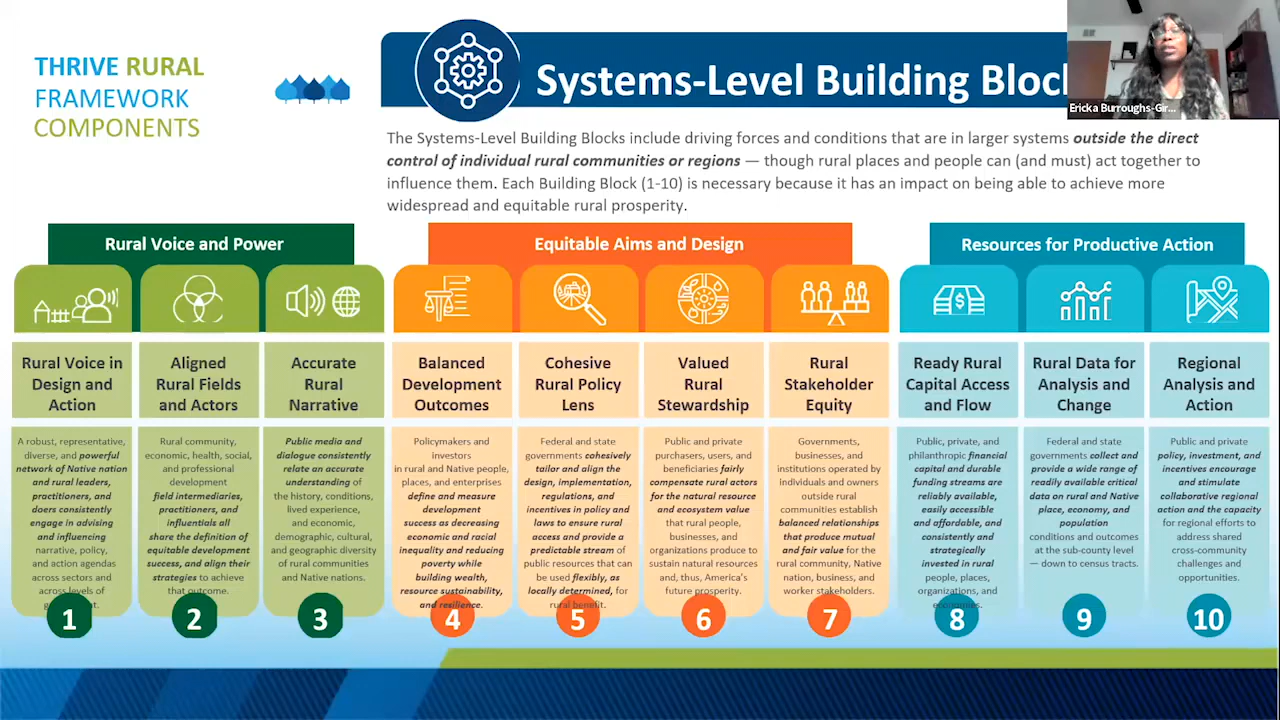 THRIVE RURAL
FRAMEWORK
COMPONENTS
Systems-Level Building Bloc
Ericka Burroughs-Gir...
The Systems-Level Building Blocks include driving forces and conditions that are in larger systems outside the direct
control of individual rural communities or regions — though rural places and people can (and must) act together to
influence them. Each Building Block (1-10) is necessary because it has an impact on being able to achieve more
widespread and equitable rural prosperity.
Rural Voice and Power
Rural Voice in
Design and
Action
A robust, representative,
diverse, and powerful
network of Native nation
and rural leaders,
practitioners, and
doers consistently
engage in advising
and influencing
narrative, policy,
and action agendas
across sectors and
across levels of
1
Aligned
Rural Fields
and Actors
Rural community,
economic, health, social,
and professional
development
field intermediaries,
practitioners, and
influentials all
share the definition of
equitable development
success, and align their
strategies to achieve
that outcome.
2
Accurate
Rural
Narrative
Public media and
dialogue consistently
relate an accurate
understanding of
the history, conditions,
lived experience,
and economic,
demographic, cultural,
and geographic diversity
of rural communities
and Native nations.
3
Equitable Aims and Design
Balanced
Development
Outcomes
Policymakers and
investors
in rural and Native people,
places, and enterprises
define and measure
development
success as decreasing
economic and racial
inequality and reducing
poverty while
building wealth,
resource sustainability,
and resilience.
4
Cohesive
Rural Policy
Lens
Federal and state
governments cohesively
tailor and align the
design, implementation,
regulations, and
incentives in policy and
laws to ensure rural
access and provide a
predictable stream of
public resources that can
be used flexibly, as
locally determined, for
rural benefit.
5
Valued
Rural
Stewardship
Public and private
purchasers, users, and
beneficiaries fairly
compensate rural actors
for the natural resource
and ecosystem value
that rural people,
businesses, and
organizations produce to
sustain natural resources
and, thus, America's
future prosperity.
6
Rural
Stakeholder
Equity
Governments,
businesses, and
institutions operated by
individuals and owners
outside rural
communities establish
balanced relationships
that produce mutual
and fair value for the
rural community, Native
nation, business, and
worker stakeholders.
7
Resources for Productive Action
Ready Rural
Capital Access
and Flow
Public, private, and
philanthropic financial
capital and durable
funding streams are
reliably available,
easily accessible
and affordable, and
consistently and
strategically
invested in rural
people, places,
organizations, and
economies.
8
Rural Data for
Analysis and
Change
Federal and state
governments collect and
provide a wide range of
readily available critical
data on rural and Native
place, economy, and
population
conditions and outcomes
at the sub-county level
— down to census tracts.
9
Regional
Analysis and
Action
Public and private
policy, investment, and
incentives encourage
and stimulate
collaborative regional
action and the capacity
for regional efforts to
address shared
cross-community
challenges and
opportunities.
10